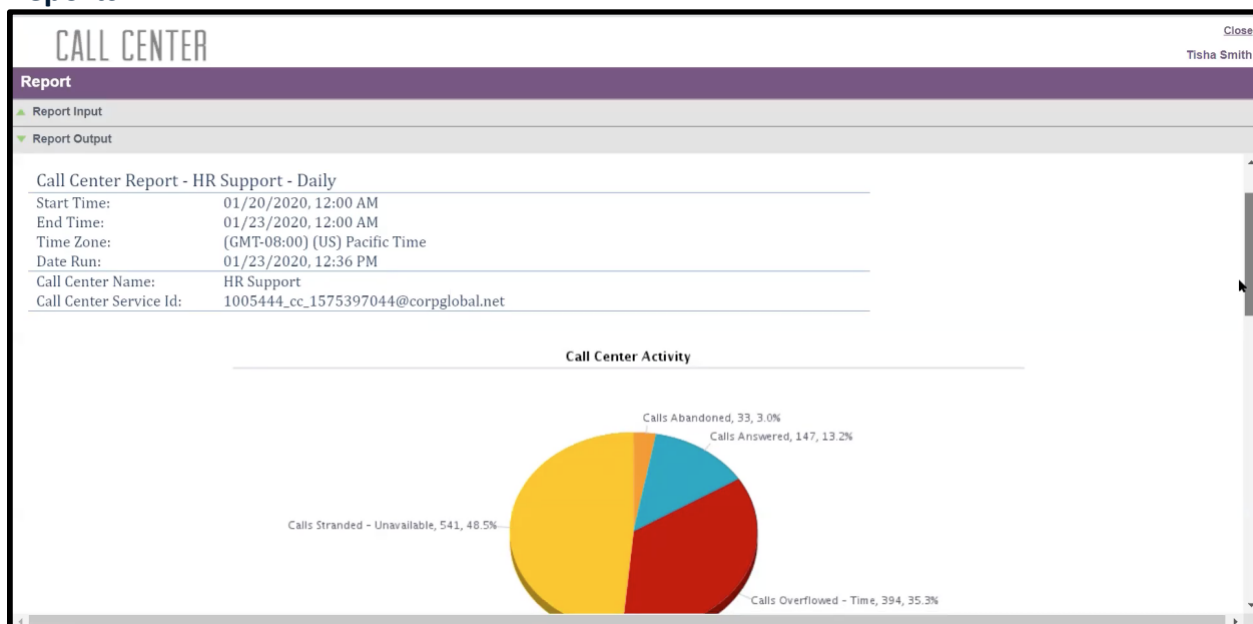 CALL CENTER
Close
Tisha Smith
Report
Report Input
Report Output
Call Center Report - HR Support - Daily
Start Time: 01/20/2020, 12:00 AM
End Time: 01/23/2020, 12:00 AM
Time Zone: (GMT-08:00) (US) Pacific Time
Date Run: 01/23/2020, 12:36 PM
Call Center Name: HR Support
Call Center Service Id: 1005444_cc_1575397044@corpglobal.net
Call Center Activity
Calls Abandoned, 33, 3.0%
Calls Answered, 147, 13.2%
Calls Stranded - Unavailable, 541, 48.5%
Calls Overflowed - Time, 394, 35.3%